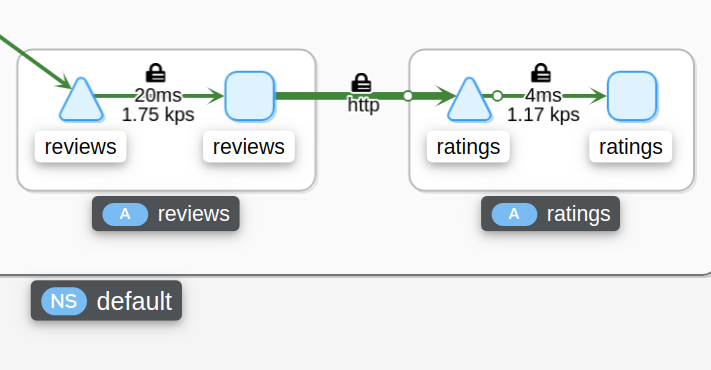 20ms
1.75 kps
http
4ms
1.17 kps
reviews
reviews
ratings
ratings
A reviews
A ratings
NS default